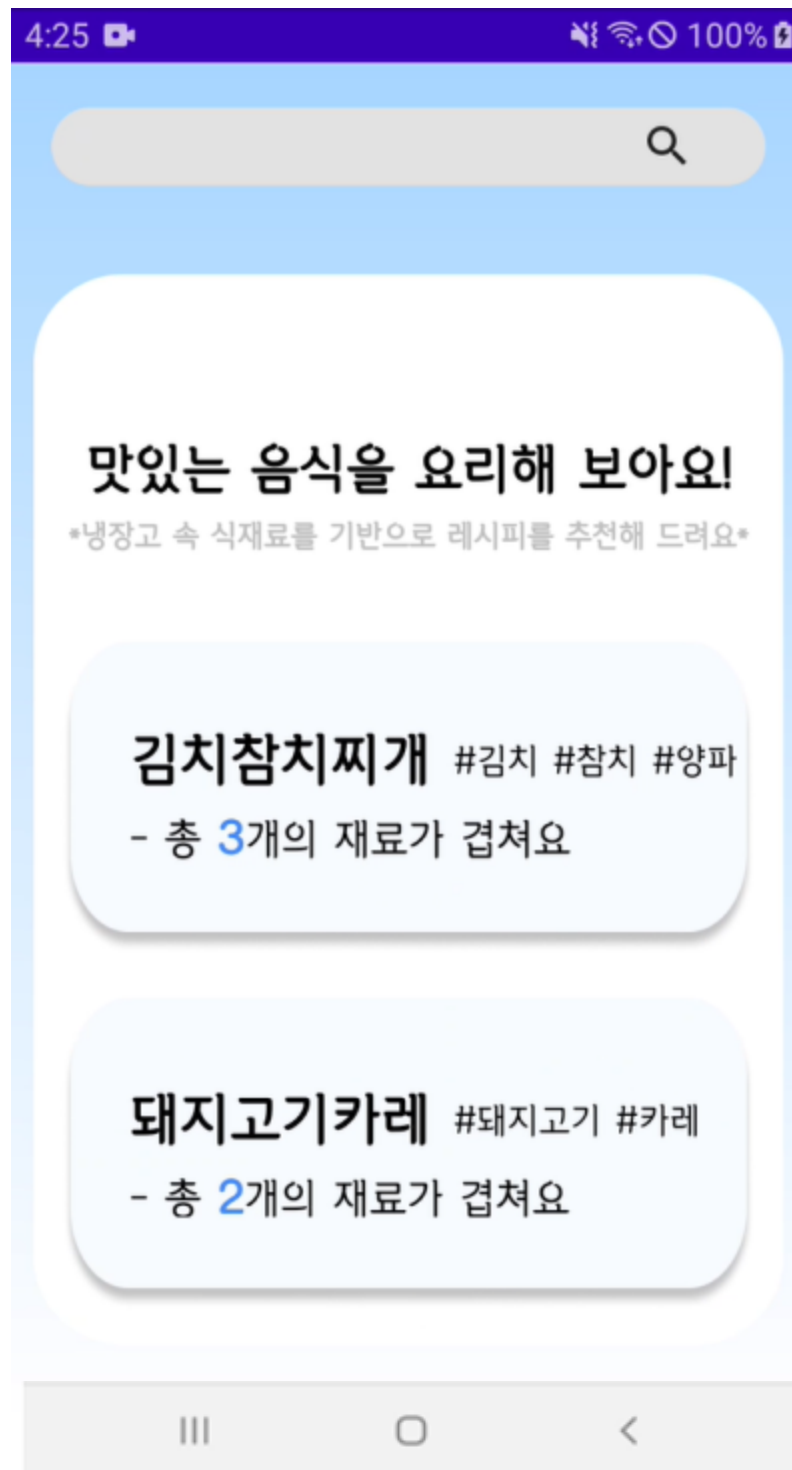 4:25 100%
맛있는 음식을 요리해 보아요!
*냉장고 속 식재료를 기반으로 레시피를 추천해 드려요*
김치참치찌개 #김치 #참치 #양파
- 총 3개의 재료가 겹쳐요
돼지고기카레 #돼지고기 #카레
- 총 2개의 재료가 겹쳐요